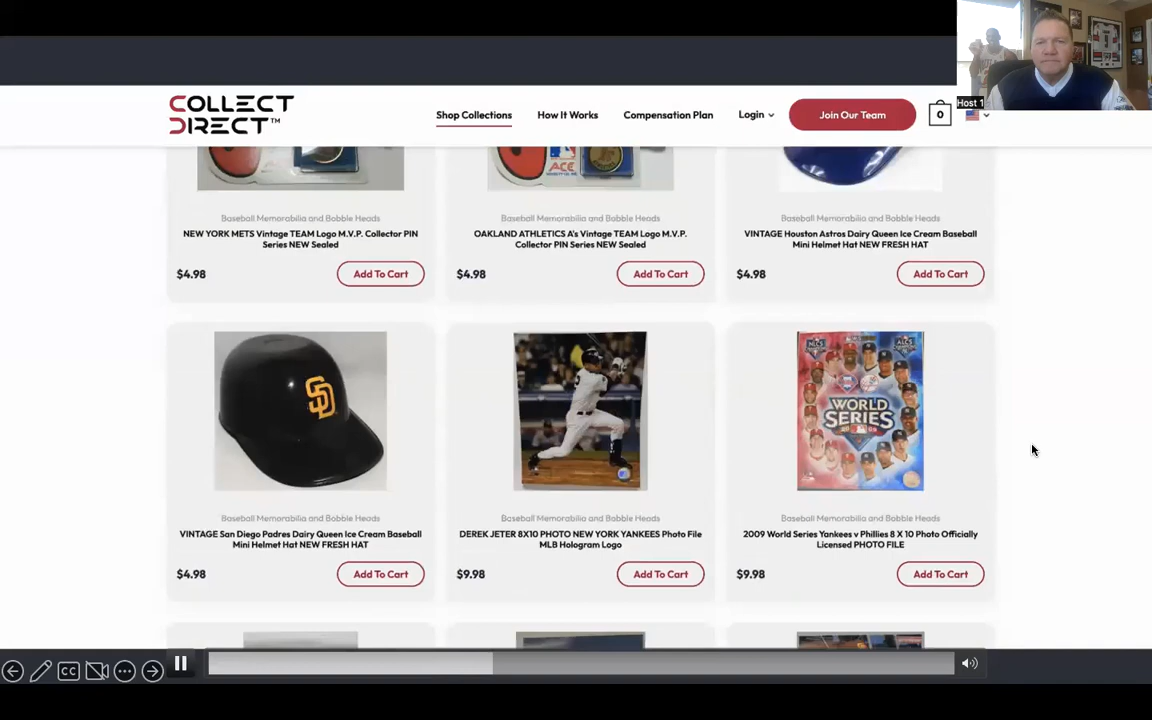 Host 1
COLLECT
DIRECT™
Shop Collections
How It Works
Compensation Plan
Login
Join Our Team
0
ACE
Baseball Memorabilia and Bobble Heads
NEW YORK METS Vintage TEAM Logo M.V.P. Collector PIN
Series NEW Sealed
$4.98
Add To Cart
Baseball Memorabilia and Bobble Heads
OAKLAND ATHLETICS A's Vintage TEAM Logo M.V.P.
Collector PIN Series NEW Sealed
$4.98
Add To Cart
Baseball Memorabilia and Bobble Heads
VINTAGE Houston Astros Dairy Queen Ice Cream Baseball
Mini Helmet Hat NEW FRESH HAT
$4.98
Add To Cart
SD
WORLD
SERIES
2009
Baseball Memorabilia and Bobble Heads
VINTAGE San Diego Padres Dairy Queen Ice Cream Baseball
Mini Helmet Hat NEW FRESH HAT
$4.98
Add To Cart
Baseball Memorabilia and Bobble Heads
DEREK JETER 8X10 PHOTO NEW YORK YANKEES Photo File
MLB Hologram Logo
$9.98
Add To Cart
Baseball Memorabilia and Bobble Heads
2009 World Series Yankees v Phillies 8 X 10 Photo Officially
Licensed PHOTO FILE
$9.98
Add To Cart
CC